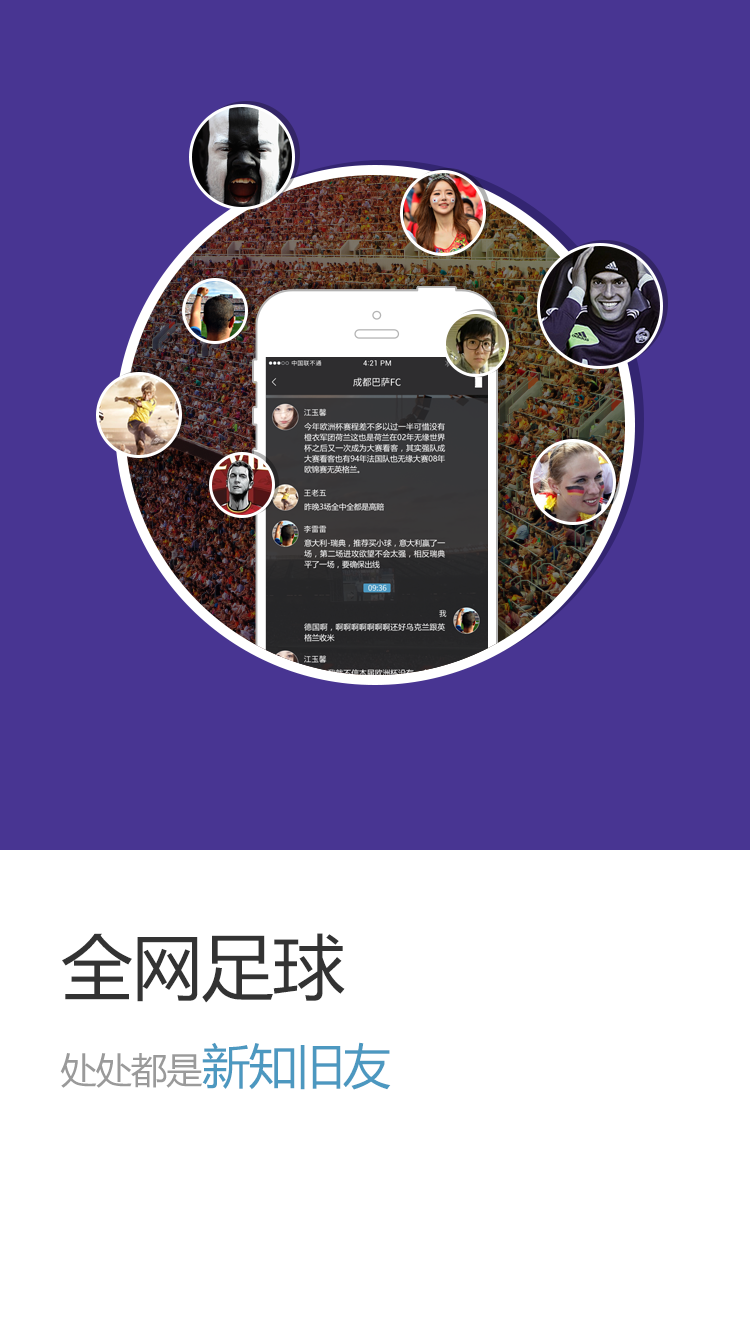 中国联不通
4:21 PM
成都巴萨FC
江玉馨
今年欧洲杯赛程差不多以过一半可惜没有
橙衣军团荷兰这也是荷兰在02年无缘世界
杯之后又一次成为大赛看客，其实强队成
大赛看客也有94年法国队也无缘大赛08年
欧锦赛无英格兰。
王老五
昨晚3场全中全都是高赔
李雷雷
意大利-瑞典，推荐买小球，意大利赢了一
场，第二场进攻欲望不会太强，相反瑞典
平了一场，要确保出线
09:36
我
德国啊，啊啊啊啊啊啊啊还好乌克兰跟英
格兰收米
江玉馨
全网足球
处处都是新知旧友